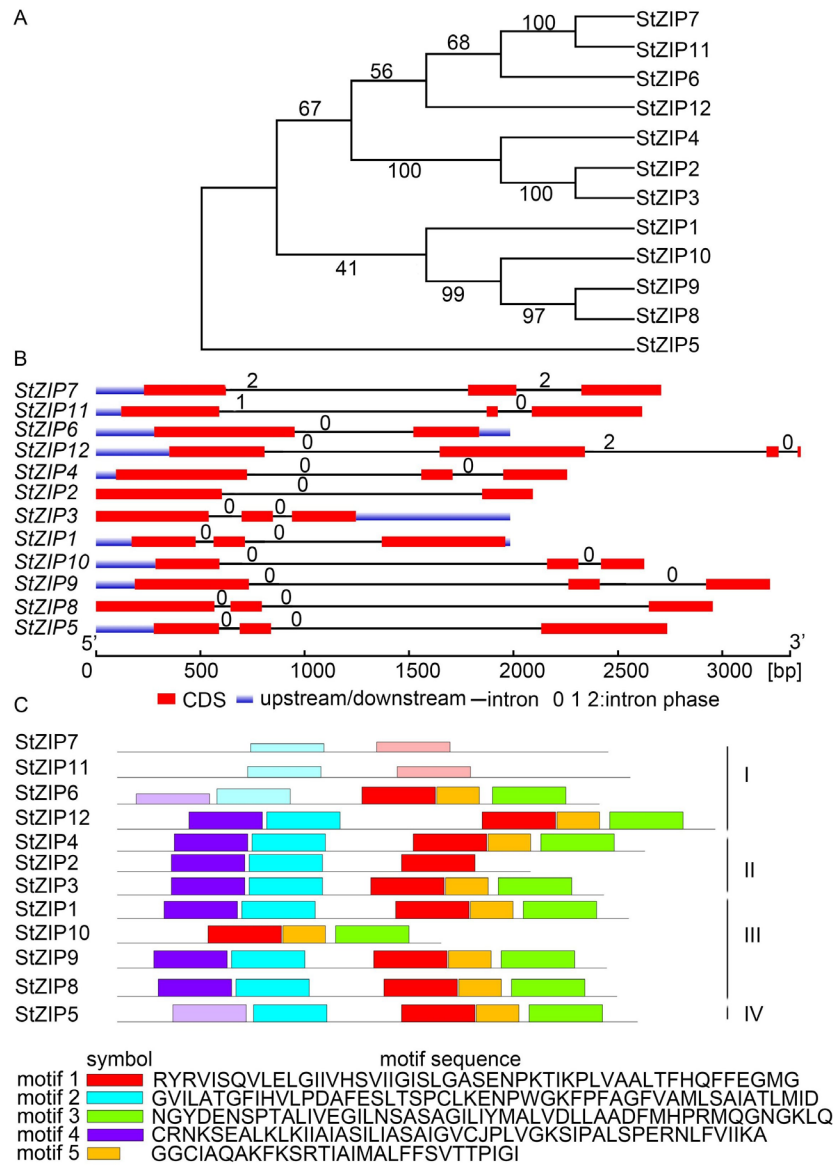 A
StZIP7
100
StZIP11
68
StZIP6
56
StZIP12
67
StZIP4
100
StZIP2
100
StZIP3
StZIP1
41
StZIP10
99
StZIP9
97
StZIP8
StZIP5
B
StZIP7 2 2
StZIP11 1 0
StZIP6 0
StZIP12 0 2 0
StZIP4 0 0
StZIP2 0
StZIP3 0 0
StZIP1 0 0
StZIP10 0 0
StZIP9 0 0
StZIP8 0 0
StZIP5 0 0
5' 3'
0 500 1000 1500 2000 2500 3000 [bp]
CDS upstream/downstream intron 0 1 2:intron phase
C
StZIP7
StZIP11
I
StZIP6
StZIP12
StZIP4
StZIP2
II
StZIP3
StZIP1
StZIP10
III
StZIP9
StZIP8
StZIP5
IV
symbol motif sequence
motif 1 RYRVISQVLELGIIVHSVIIGISLGASENPKTIKPLVAALTFHQFFEGMG
motif 2 GVILATGFIHVLPDAFESLTSPCLKENPWGKFPFAGFVAMLSAIATLMID
motif 3 NGYDENSPTALIVEGILNSASAGILIYMALVDLLAADFMHPRMQGNGKLQ
motif 4 CRNKSEALKLKIIAIASILIASAIGVCJPLVGKSIPALSPERNLFVIIKA
motif 5 GGCIAQAKFKSRTIAIMALFFSVTTPIGI